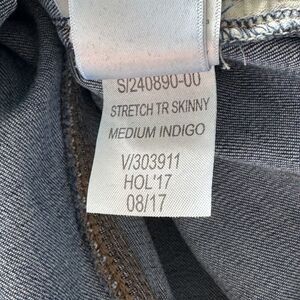 S/240890-00
STRETCH TR SKINNY
MEDIUM INDIGO
V/303911
HOL'17
08/17